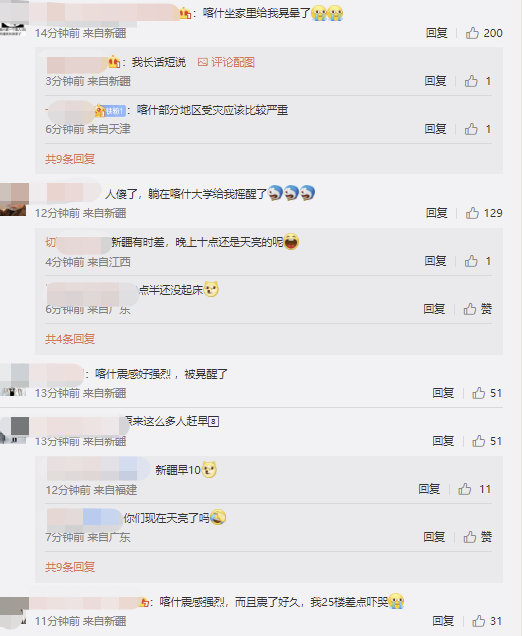 ：喀什坐家里给我晃晕了
14分钟前 来自新疆 回复 200
：我长话短说 评论配图
3分钟前 来自新疆 回复 1
：喀什部分地区受灾应该比较严重
6分钟前 来自天津 回复 1
共9条回复
人傻了，躺在喀什大学给我摇醒了
12分钟前 来自新疆 回复 129
切 新疆有时差，晚上十点还是天亮的呢
4分钟前 来自江西 回复 1
点半还没起床
6分钟前 来自广东 回复 赞
共4条回复
：喀什震感好强烈 ，被晃醒了
13分钟前 来自新疆 回复 51
原来这么多人赶早8
13分钟前 来自新疆 回复 51
新疆早10
12分钟前 来自福建 回复 11
你们现在天亮了吗
7分钟前 来自广东 回复 赞
共9条回复
：喀什震感强烈，而且震了好久，我25楼差点吓哭
11分钟前 来自新疆 回复 31